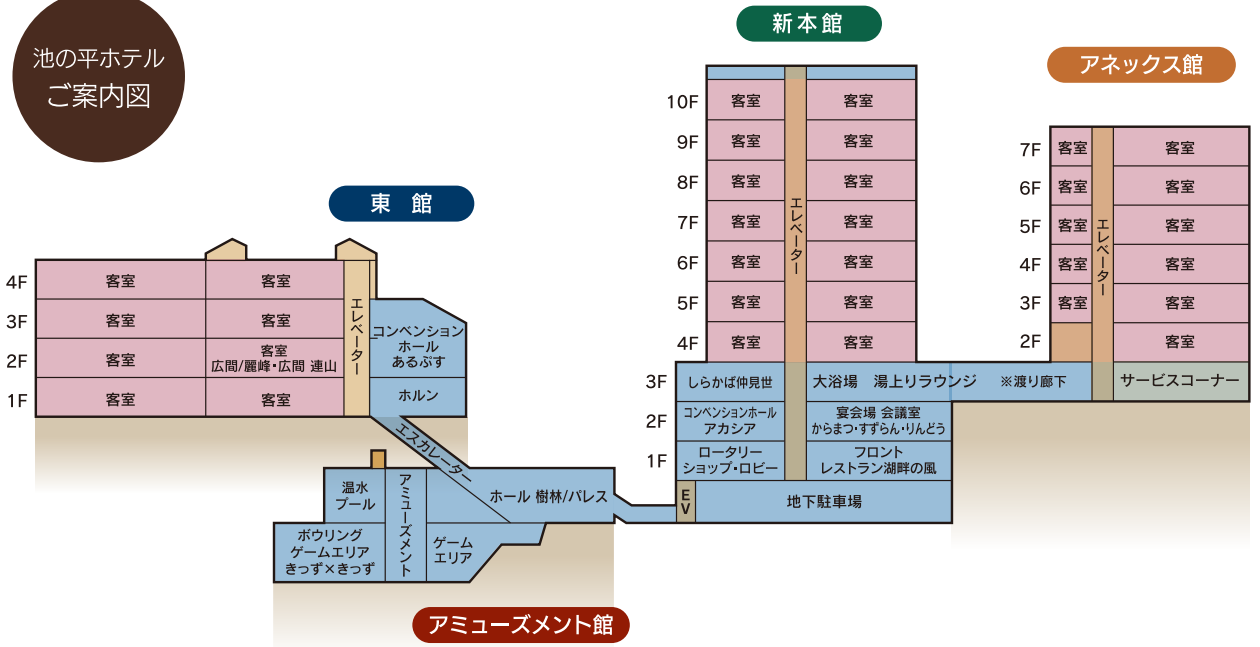 池の平ホテル
ご案内図
東　館
4F
客室
客室
3F
客室
客室
2F
客室
客室
広間/麗峰・広間 連山
1F
客室
客室
エレベーター
コンベンション
ホール
あるぷす
ホルン
エスカレーター
温水
プール
アミューズメント
ホール 樹林/パレス
ボウリング
ゲームエリア
きっず×きっず
ゲーム
エリア
アミューズメント館
新本館
10F
客室
客室
9F
客室
客室
8F
客室
客室
7F
客室
客室
6F
客室
客室
5F
客室
客室
4F
客室
客室
エレベーター
3F
しらかば仲見世
大浴場　湯上りラウンジ　※渡り廊下
2F
コンベンションホール
アカシア
宴会場 会議室
からまつ・すずらん・りんどう
1F
ロータリー
ショップ・ロビー
フロント
レストラン湖畔の風
EV
地下駐車場
アネックス館
7F
客室
客室
6F
客室
客室
5F
客室
客室
4F
客室
客室
3F
客室
客室
2F
客室
エレベーター
サービスコーナー